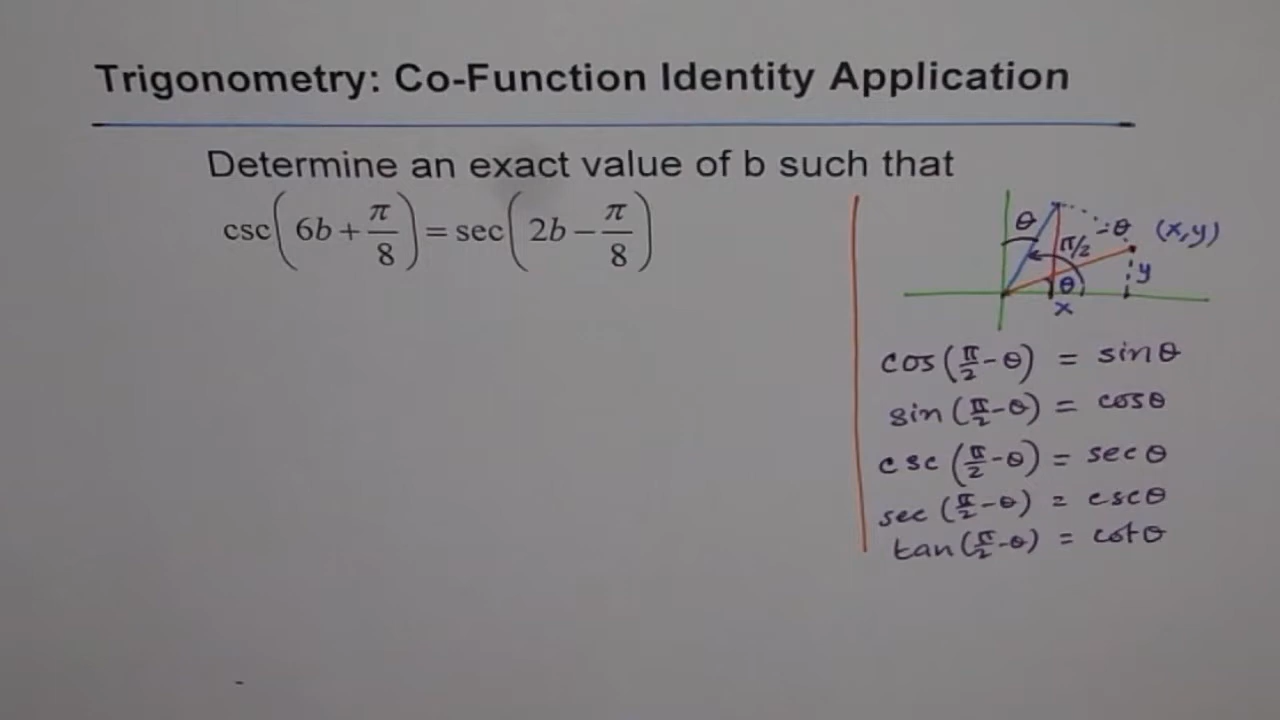 Trigonometry: Co-Function Identity Application
Determine an exact value of b such that
csc(6b + π/8) = sec(2b − π/8)
θ
π/2 -θ
(x,y)
θ
y
x
cos(π/2 - θ) = sinθ
sin(π/2 - θ) = cosθ
csc(π/2 - θ) = secθ
sec(π/2 - θ) = cscθ
tan(π/2 - θ) = cotθ